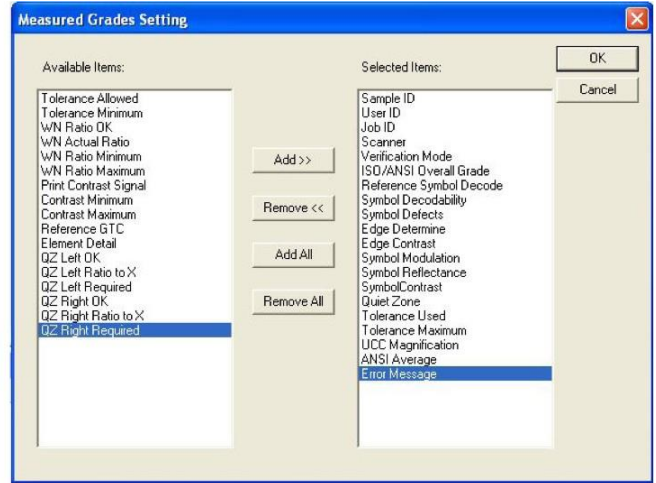 Measured Grades Setting
Available Items:
Tolerance Allowed
Tolerance Minimum
WN Ratio OK
WN Actual Ratio
WN Ratio Minimum
WN Ratio Maximum
Print Contrast Signal
Contrast Minimum
Contrast Maximum
Reference GTC
Element Detail
QZ Left OK
QZ Left Ratio to X
QZ Left Required
QZ Right OK
QZ Right Ratio to X
QZ Right Required
Add >>
Remove <<
Add All
Remove All
Selected Items:
Sample ID
User ID
Job ID
Scanner
Verification Mode
ISO/ANSI Overall Grade
Reference Symbol Decode
Symbol Decodability
Symbol Defects
Edge Determine
Edge Contrast
Symbol Modulation
Symbol Reflectance
SymbolContrast
Quiet Zone
Tolerance Used
Tolerance Maximum
UCC Magnification
ANSI Average
Error Message
OK
Cancel